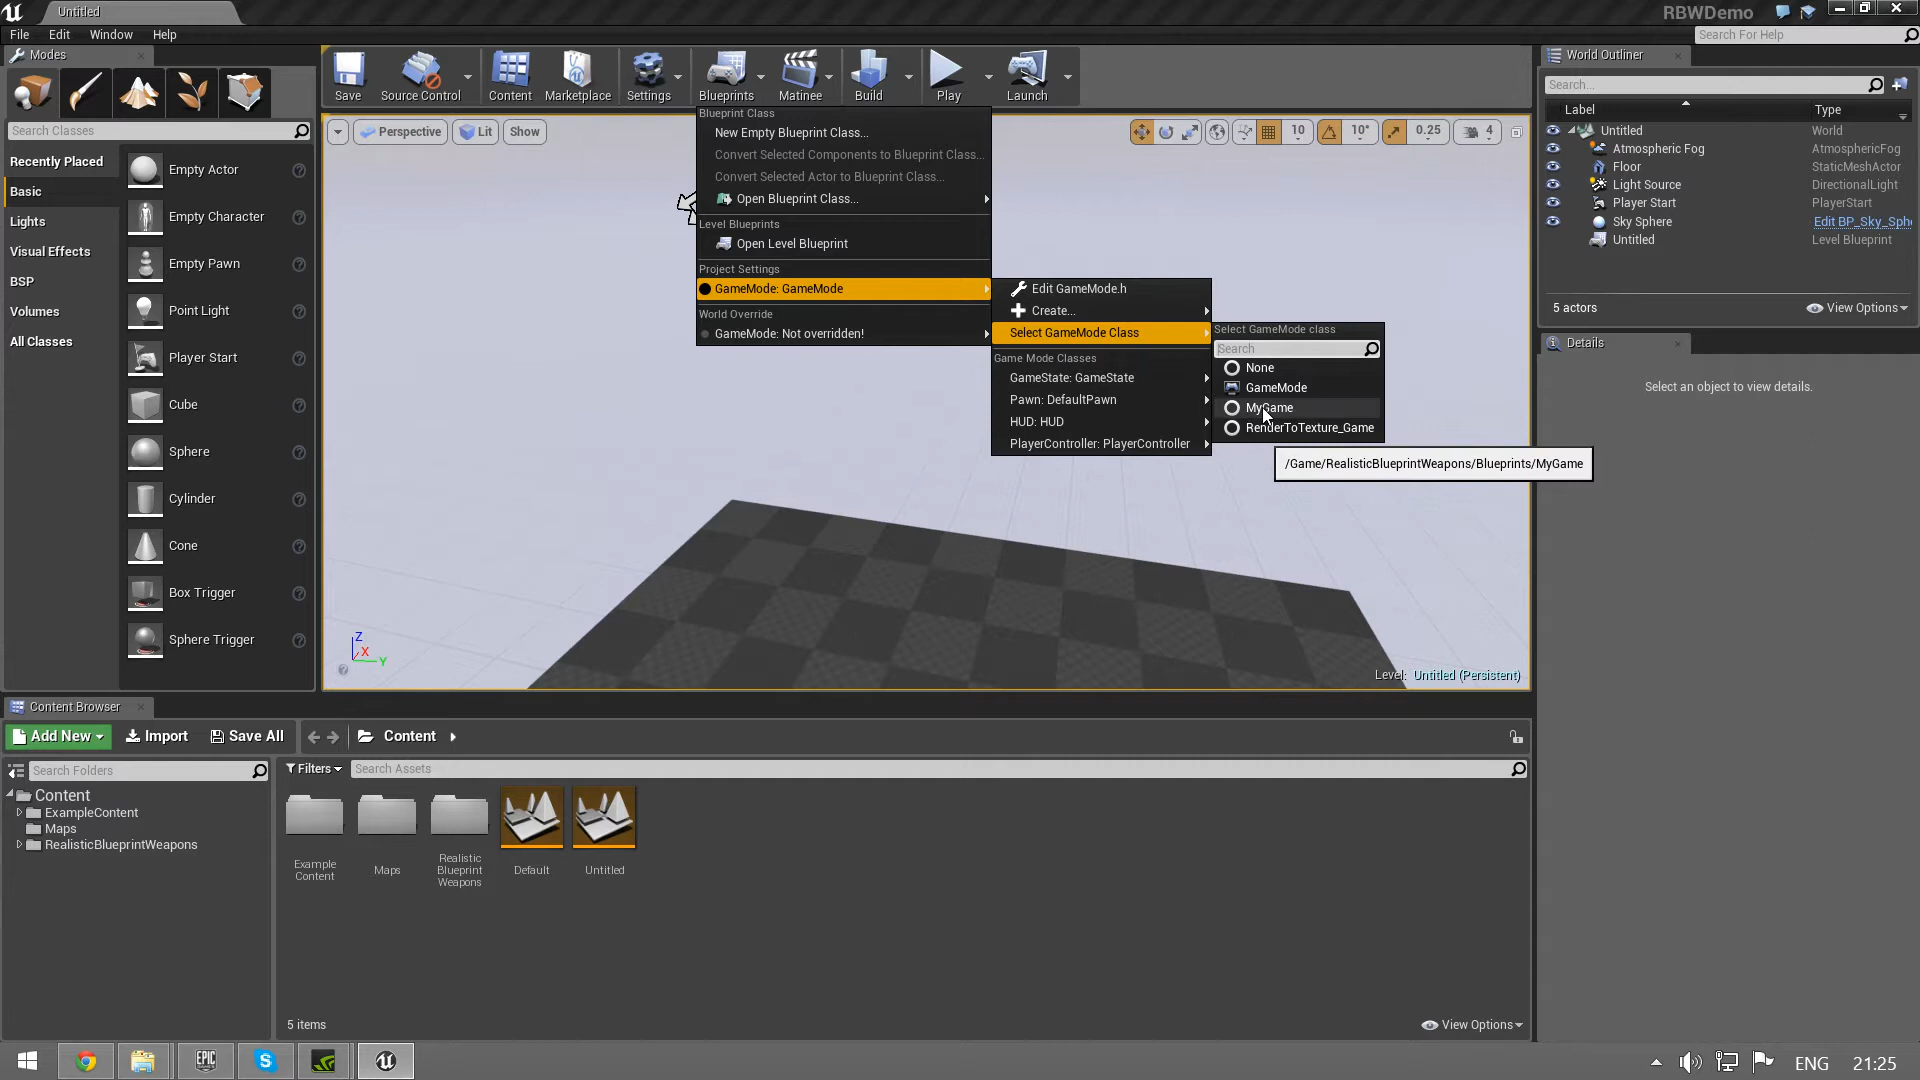 Untitled
RBWDemo
File
Edit
Window
Help
Search For Help
Modes
Search Classes
Recently Placed
Basic
Lights
Visual Effects
BSP
Volumes
All Classes
Empty Actor
Empty Character
Empty Pawn
Point Light
Player Start
Cube
Sphere
Cylinder
Cone
Box Trigger
Sphere Trigger
Save
Source Control
Content
Marketplace
Settings
Blueprints
Matinee
Build
Play
Launch
Perspective
Lit
Show
10
10°
0.25
4
Blueprint Class
New Empty Blueprint Class...
Convert Selected Components to Blueprint Class...
Convert Selected Actor to Blueprint Class...
Open Blueprint Class...
Level Blueprints
Open Level Blueprint
Project Settings
GameMode: GameMode
World Override
GameMode: Not overridden!
Edit GameMode.h
Create...
Select GameMode Class
Game Mode Classes
GameState: GameState
Pawn: DefaultPawn
HUD: HUD
PlayerController: PlayerController
Select GameMode class
Search
None
GameMode
MyGame
RenderToTexture_Game
/Game/RealisticBlueprintWeapons/Blueprints/MyGame
Z
X
Y
Level: Untitled (Persistent)
World Outliner
Search...
Label
Type
Untitled World
Atmospheric Fog AtmosphericFog
Floor StaticMeshActor
Light Source DirectionalLight
Player Start PlayerStart
Sky Sphere Edit BP_Sky_Sph
Untitled Level Blueprint
5 actors
View Options
Details
Select an object to view details.
Content Browser
Add New
Import
Save All
Content
Search Folders
Filters
Search Assets
Content
ExampleContent
Maps
RealisticBlueprintWeapons
Example
Content
Maps
Realistic
Blueprint
Weapons
Default
Untitled
5 items
View Options
EPIC
ENG
21:25